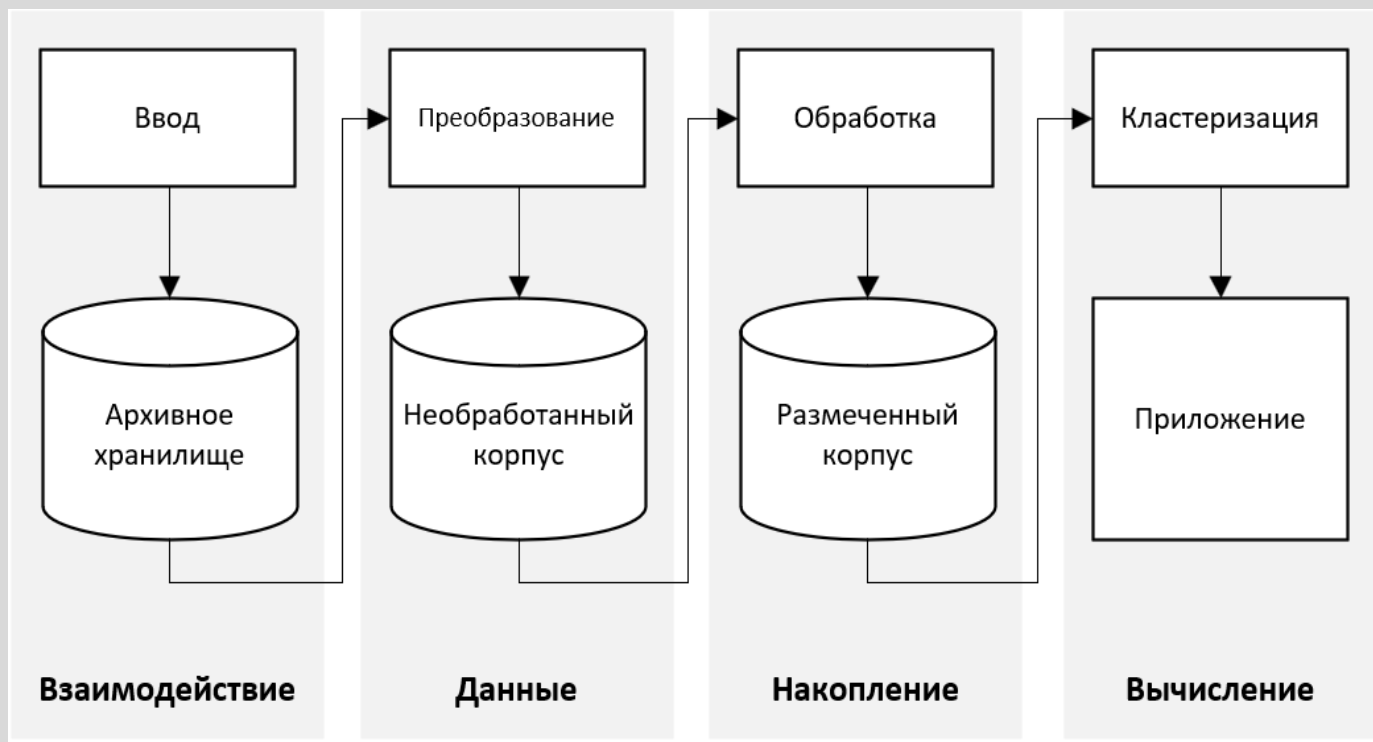 Ввод
Преобразование
Обработка
Кластеризация
Архивное
хранилище
Необработанный
корпус
Размеченный
корпус
Приложение
Взаимодействие
Данные
Накопление
Вычисление